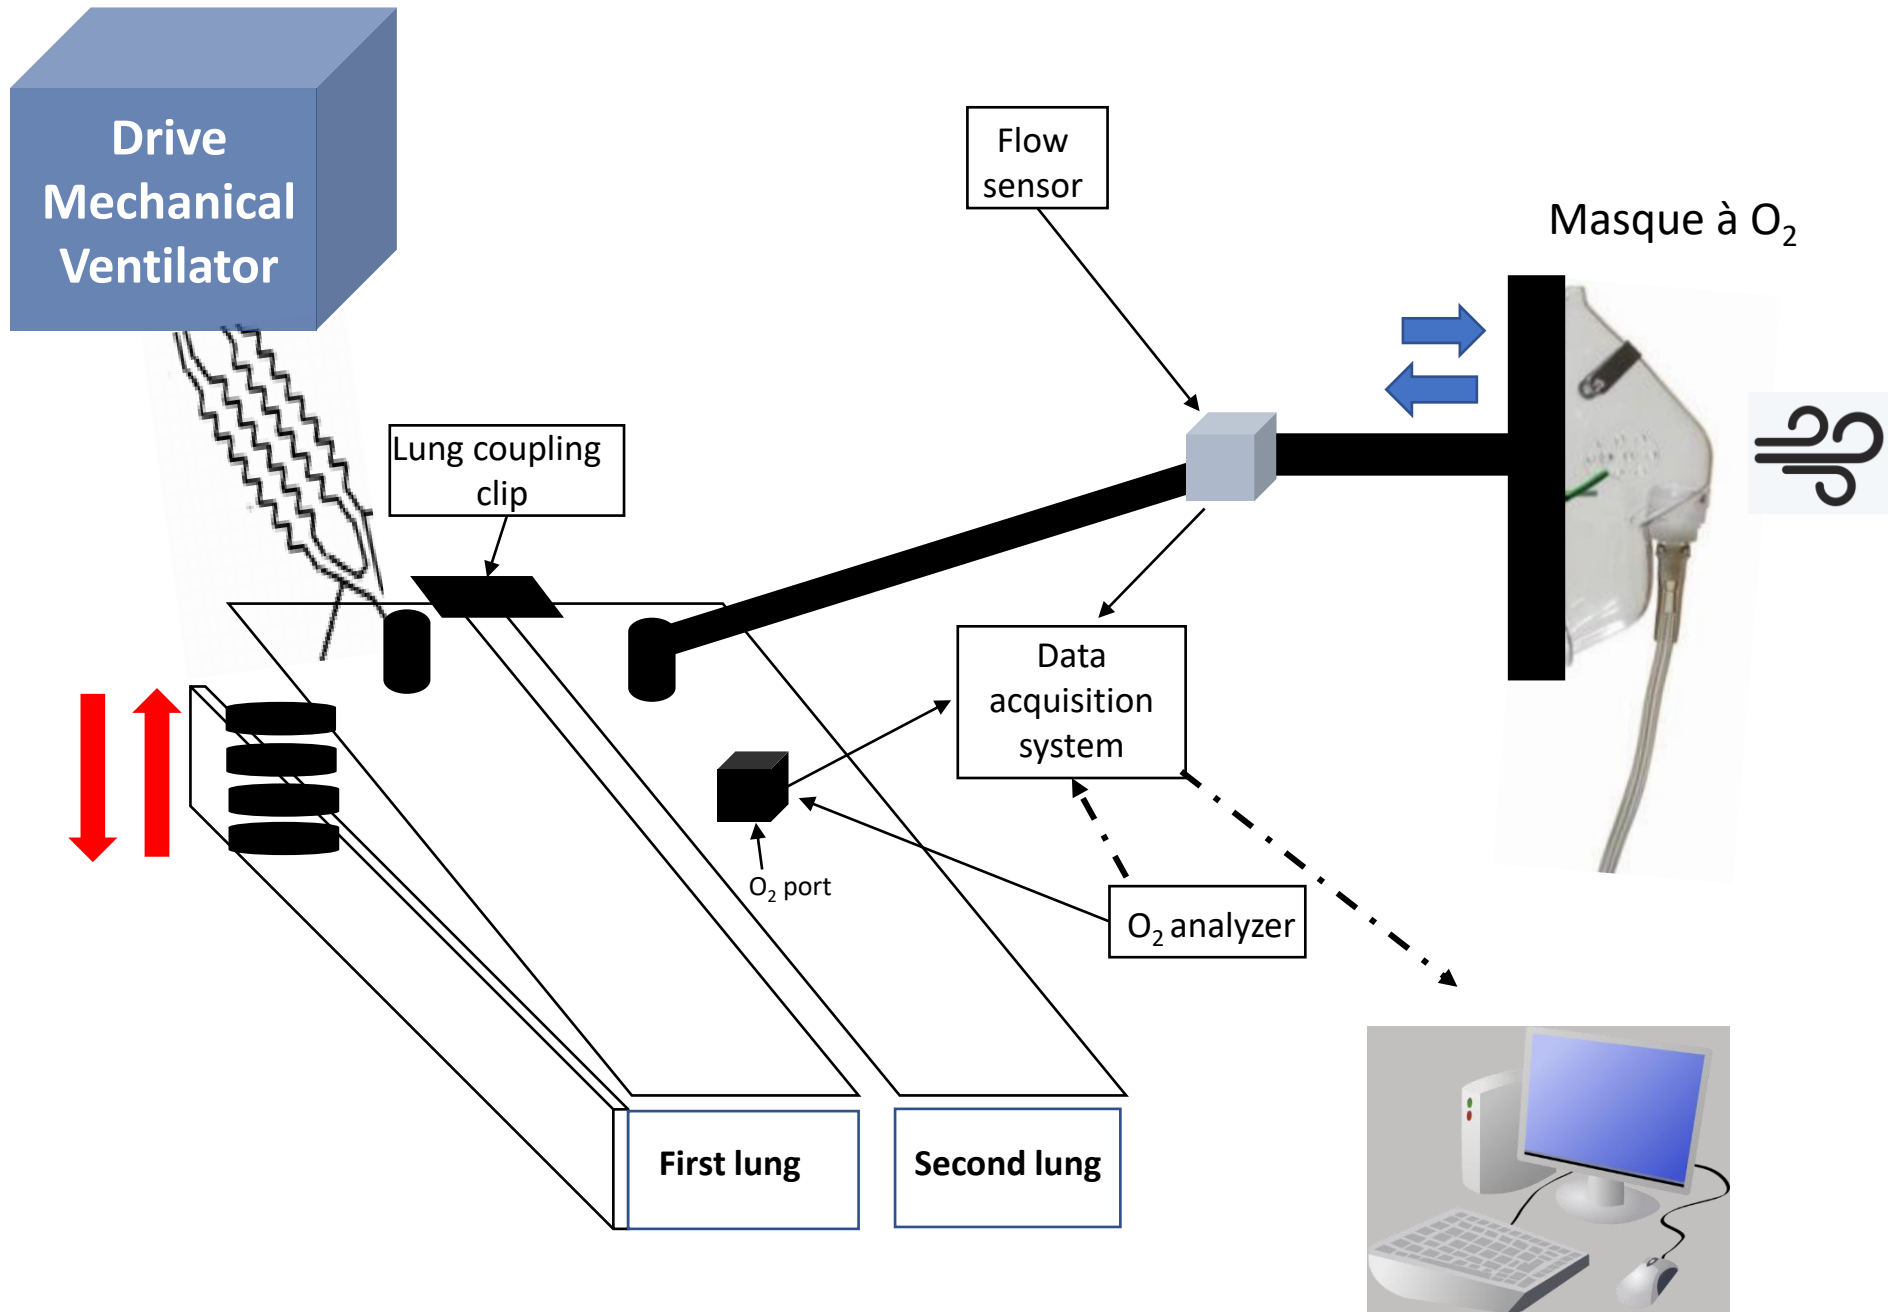 Drive
Mechanical
Ventilator
Flow
sensor
Masque à O₂
Lung coupling
clip
Data
acquisition
system
O₂ port
O₂ analyzer
First lung
Second lung